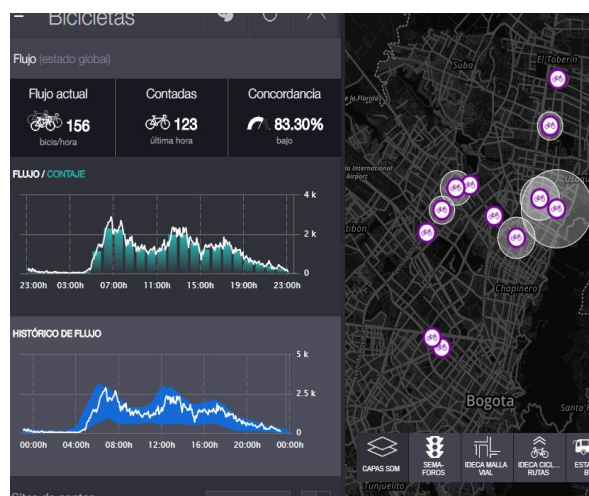 Bicicletas
Flujo (estado global)
Flujo actual
156
bicis/hora
Contadas
123
última hora
Concordancia
83.30%
bajo
FLUJO / CONTAJE
4 k
2 k
0
23:00h 03:00h 07:00h 11:00h 15:00h 19:00h 23:00h
HISTÓRICO DE FLUJO
5 k
2.5 k
0
00:00h 04:00h 08:00h 12:00h 16:00h 20:00h 00:00h
Suba
El Toberin
Chapinero
Bogota
CAPAS SDM
SEMA-
FOROS
IDECA MALLA
VIAL
IDECA CICL...
RUTAS
Tunjuelito